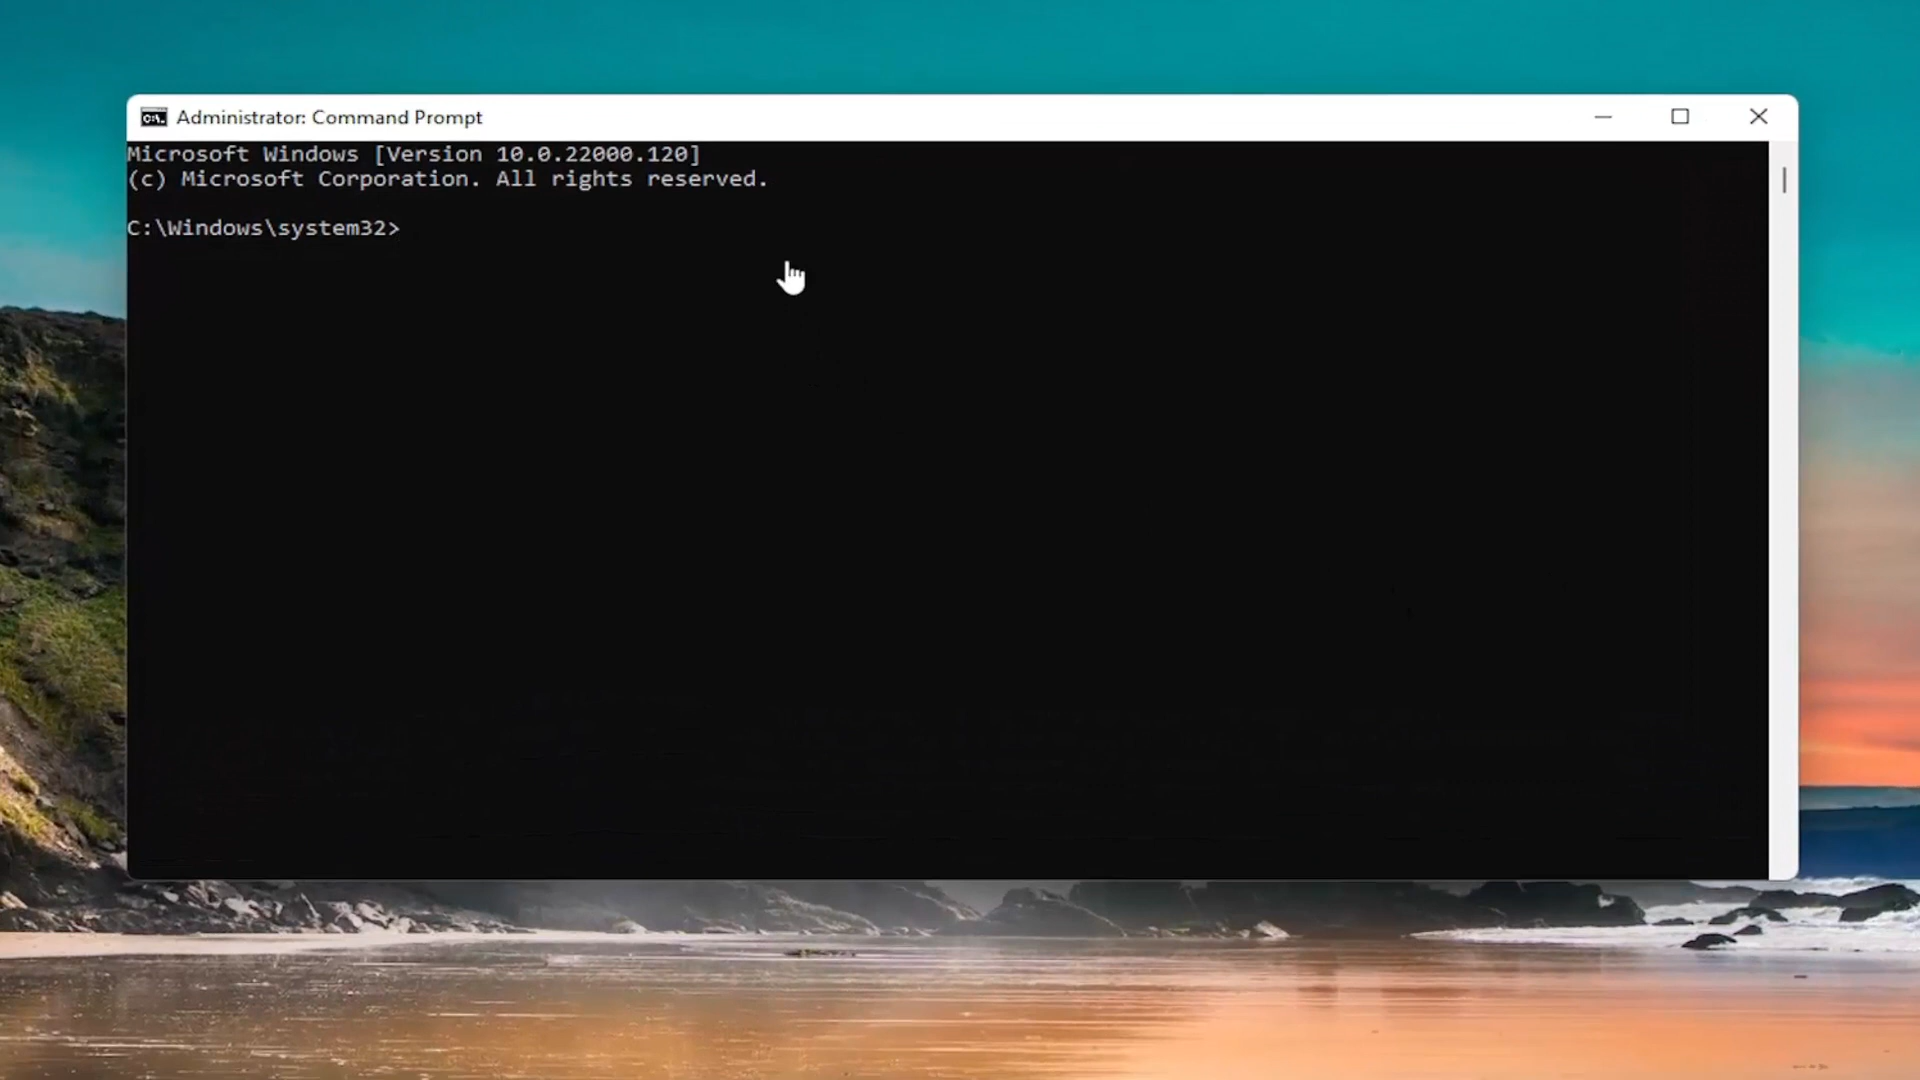 Administrator: Command Prompt
Microsoft Windows [Version 10.0.22000.120]
(c) Microsoft Corporation. All rights reserved.
C:\Windows\system32>